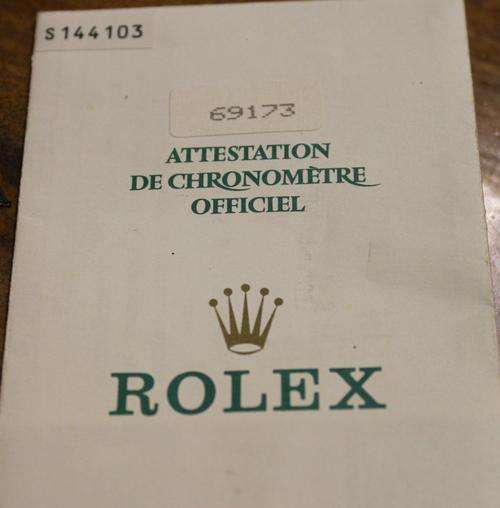 S144103
69173
ATTESTATION
DE CHRONOMÈTRE
OFFICIEL
ROLEX